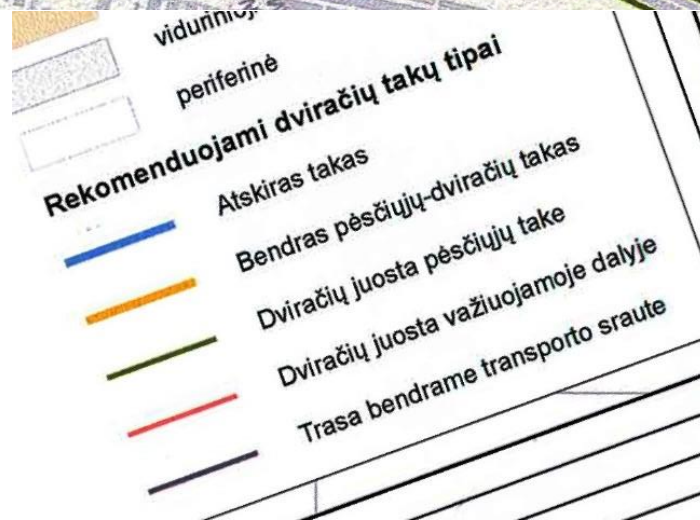 periferinė
Rekomenduojami dviračių takų tipai
Atskiras takas
Bendras pėsčiųjų-dviračių takas
Dviračių juosta pėsčiųjų take
Dviračių juosta važiuojamoje dalyje
Trasa bendrame transporto sraute